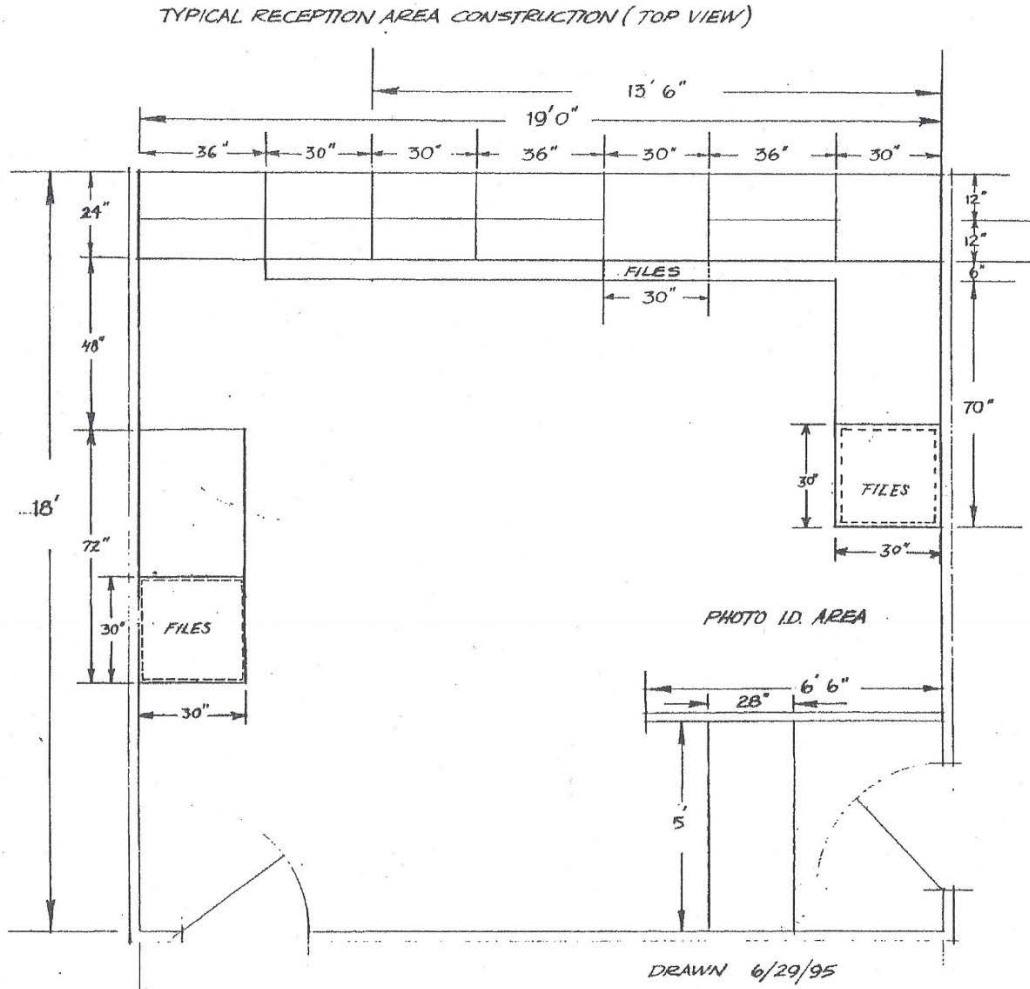 TYPICAL RECEPTION AREA CONSTRUCTION (TOP VIEW)
13' 6"
19'0"
36" 30" 30" 36" 30" 36" 30"
24"
12"
12"
FILES
6"
30"
48"
70"
30"
FILES
18'
72"
30"
30"
FILES
PHOTO I.D. AREA
6' 6"
30"
28"
5'
DRAWN 6/29/95